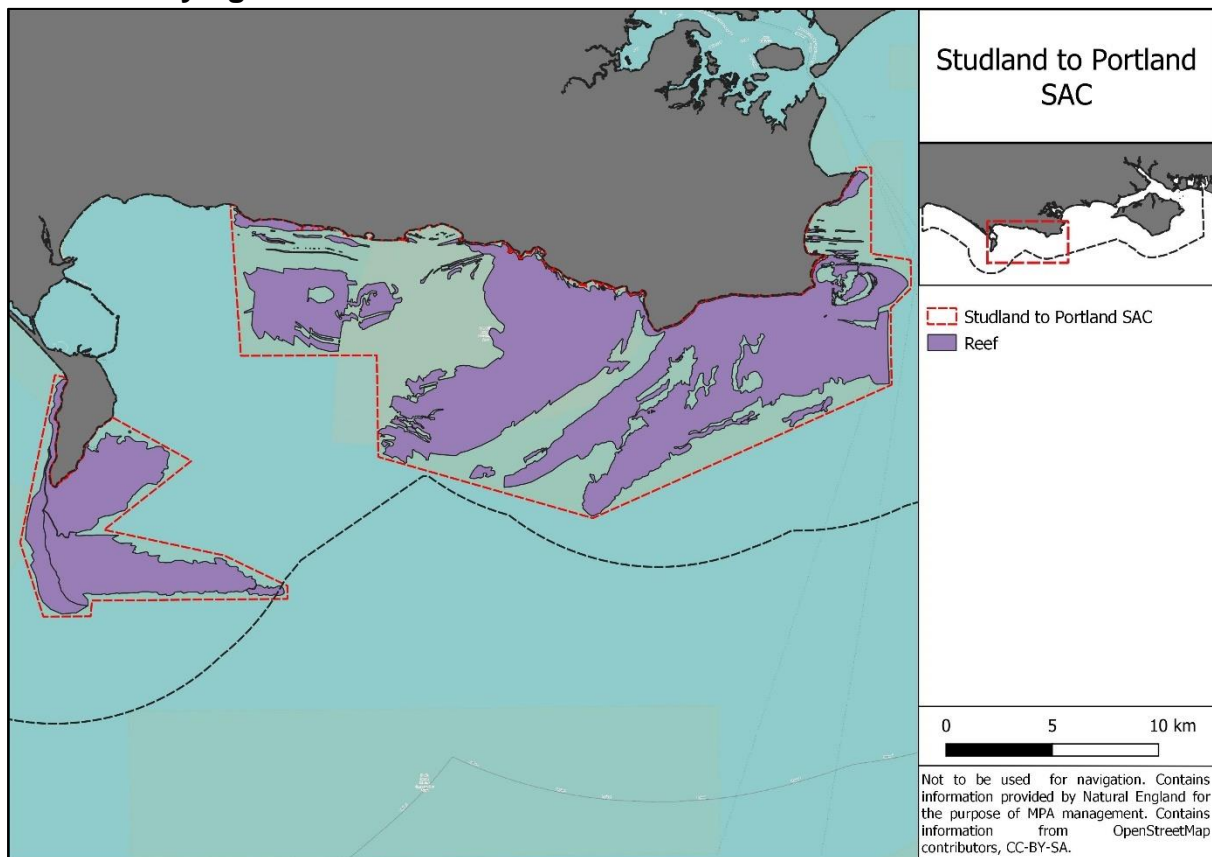 Studland to Portland
SAC
Studland to Portland SAC
Reef
0 5 10 km
Not to be used for navigation. Contains
information provided by Natural England for
the purpose of MPA management. Contains
information from OpenStreetMap
contributors, CC-BY-SA.